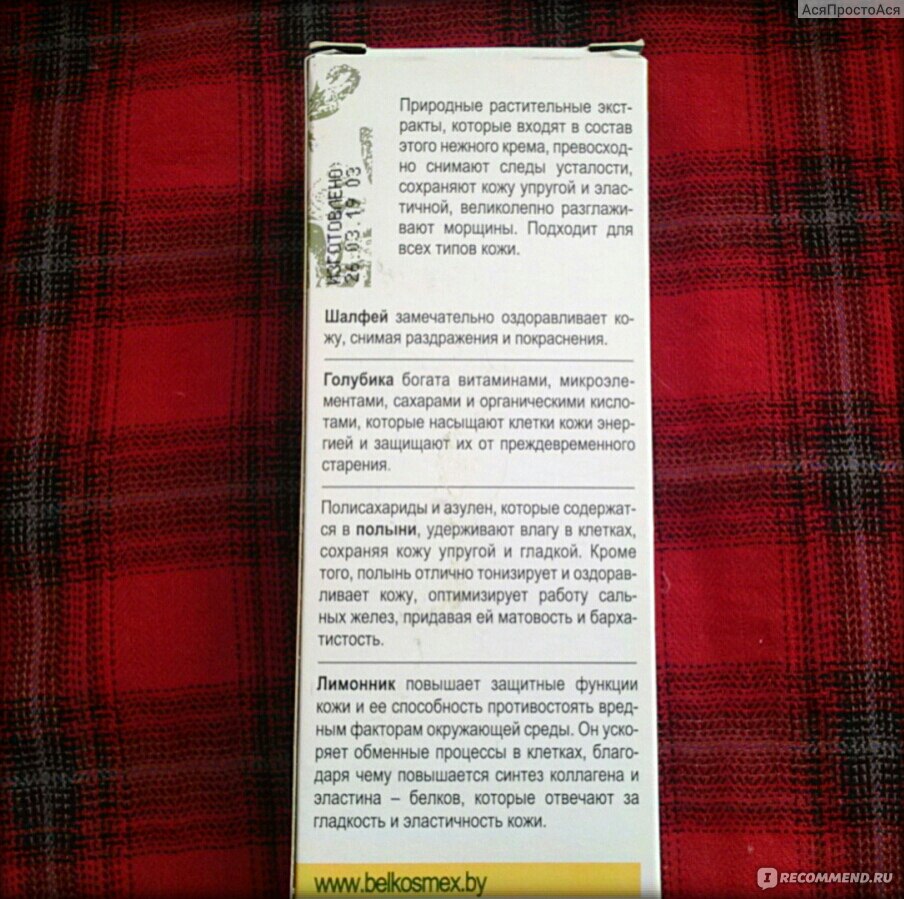 АсяПростоАся
Природные растительные экст-
ракты, которые входят в состав
этого нежного крема, превосход-
но снимают следы усталости,
сохраняют кожу упругой и элас-
тичной, великолепно разглажи-
вают морщины. Подходит для
всех типов кожи.
ИЗГОТОВЛЕНО:
26.03.19 03
Шалфей замечательно оздоравливает ко-
жу, снимая раздражения и покраснения.
Голубика богата витаминами, микроэле-
ментами, сахарами и органическими кисло-
тами, которые насыщают клетки кожи энер-
гией и защищают их от преждевременного
старения.
Полисахариды и азулен, которые содержат-
ся в полыни, удерживают влагу в клетках,
сохраняя кожу упругой и гладкой. Кроме
того, полынь отлично тонизирует и оздорав-
ливает кожу, оптимизирует работу саль-
ных желез, придавая ей матовость и барха-
тистость.
Лимонник повышает защитные функции
кожи и ее способность противостоять вред-
ным факторам окружающей среды. Он уско-
ряет обменные процессы в клетках, благо-
даря чему повышается синтез коллагена и
эластина – белков, которые отвечают за
гладкость и эластичность кожи.
www.belkosmex.by
IRECOMMEND.RU